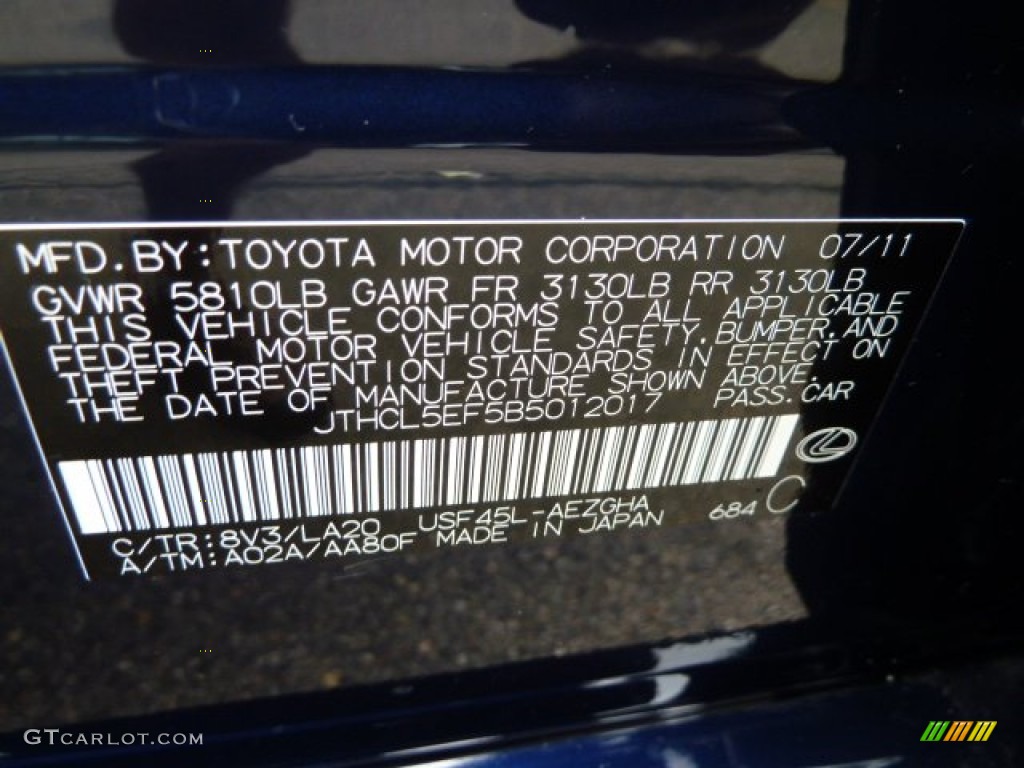 MFD. BY: TOYOTA MOTOR CORPORATION 07/11
GVWR 5810LB GAWR FR 3130LB RR 3130LB
THIS VEHICLE CONFORMS TO ALL APPLICABLE
FEDERAL MOTOR VEHICLE SAFETY, BUMPER, AND
THEFT PREVENTION STANDARDS IN EFFECT ON
THE DATE OF MANUFACTURE SHOWN ABOVE.
JTHCL5EF5B5012017 PASS. CAR
C/TR: 8V3/LA20 USF45L-AEZGHA 684 C
A/TM: A02A/AA80F MADE IN JAPAN
GTCARLOT.COM